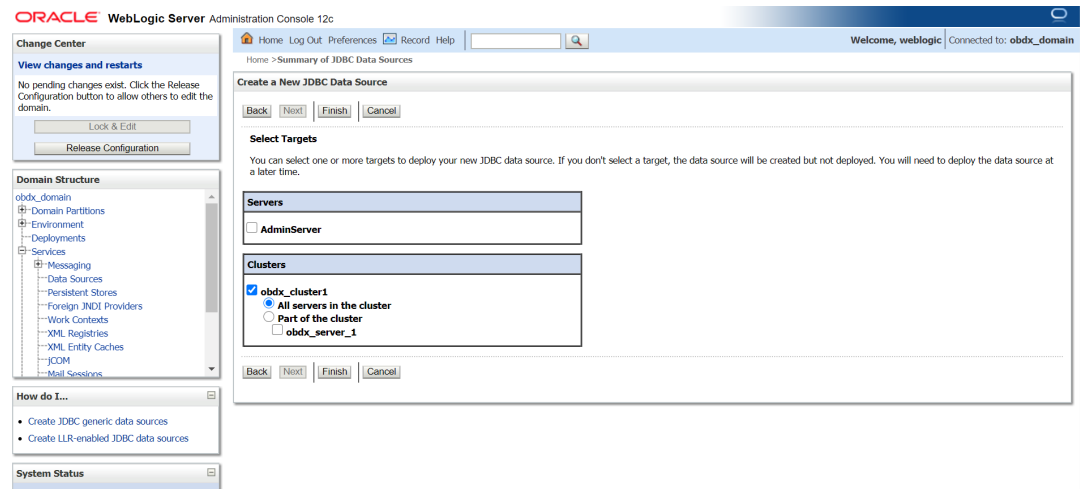 ORACLE WebLogic Server Administration Console 12c
Change Center
View changes and restarts
No pending changes exist. Click the Release
Configuration button to allow others to edit the
domain.
Lock & Edit
Release Configuration
Domain Structure
obdx_domain
Domain Partitions
Environment
Deployments
Services
Messaging
Data Sources
Persistent Stores
Foreign JNDI Providers
Work Contexts
XML Registries
XML Entity Caches
jCOM
Mail Sessions
How do I...
Create JDBC generic data sources
Create LLR-enabled JDBC data sources
System Status
Home Log Out Preferences Record Help
Welcome, weblogic Connected to: obdx_domain
Home >Summary of JDBC Data Sources
Create a New JDBC Data Source
Back Next Finish Cancel
Select Targets
You can select one or more targets to deploy your new JDBC data source. If you don't select a target, the data source will be created but not deployed. You will need to deploy the data source at
a later time.
Servers
AdminServer
Clusters
obdx_cluster1
All servers in the cluster
Part of the cluster
obdx_server_1
Back Next Finish Cancel